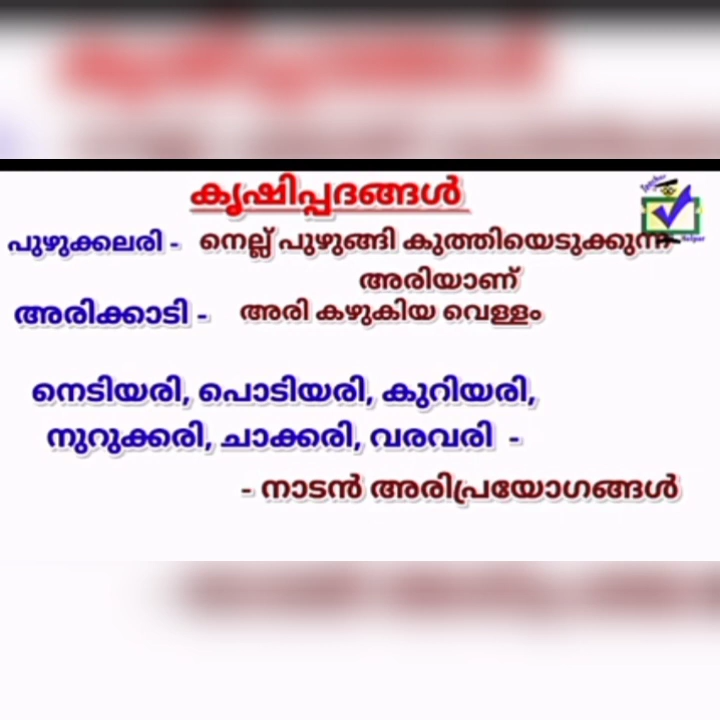 കൃഷിപ്പദങ്ങൾ
പുഴുക്കലരി - നെല്ല് പുഴുങ്ങി കുത്തിയെടുക്കുന്ന
അരിയാണ്
അരിക്കാടി - അരി കഴുകിയ വെള്ളം
നെടിയരി, പൊടിയരി, കുറിയരി,
നുറുക്കരി, ചാക്കരി, വരവരി -
- നാടൻ അരിപ്രയോഗങ്ങൾ